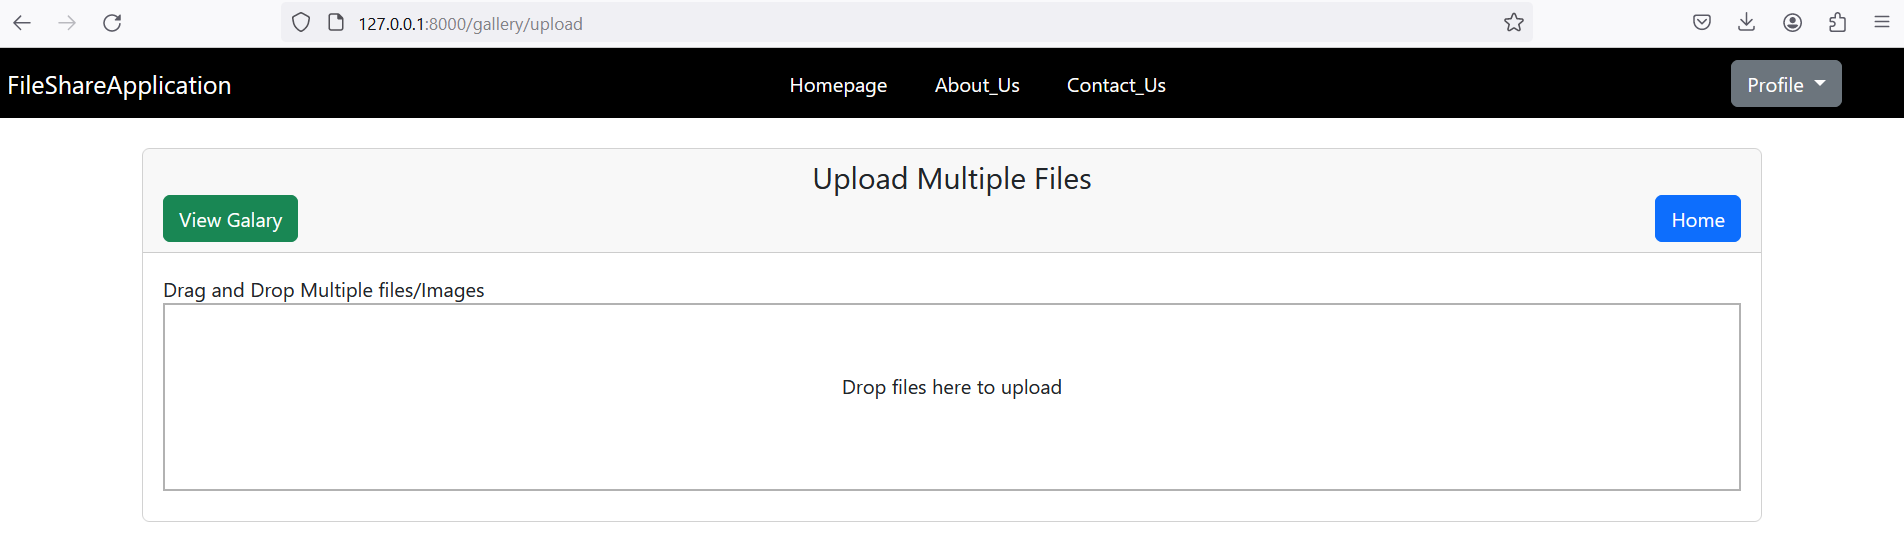 127.0.0.1:8000/gallery/upload
FileShareApplication Homepage About_Us Contact_Us Profile
Upload Multiple Files
View Galary Home
Drag and Drop Multiple files/Images
Drop files here to upload